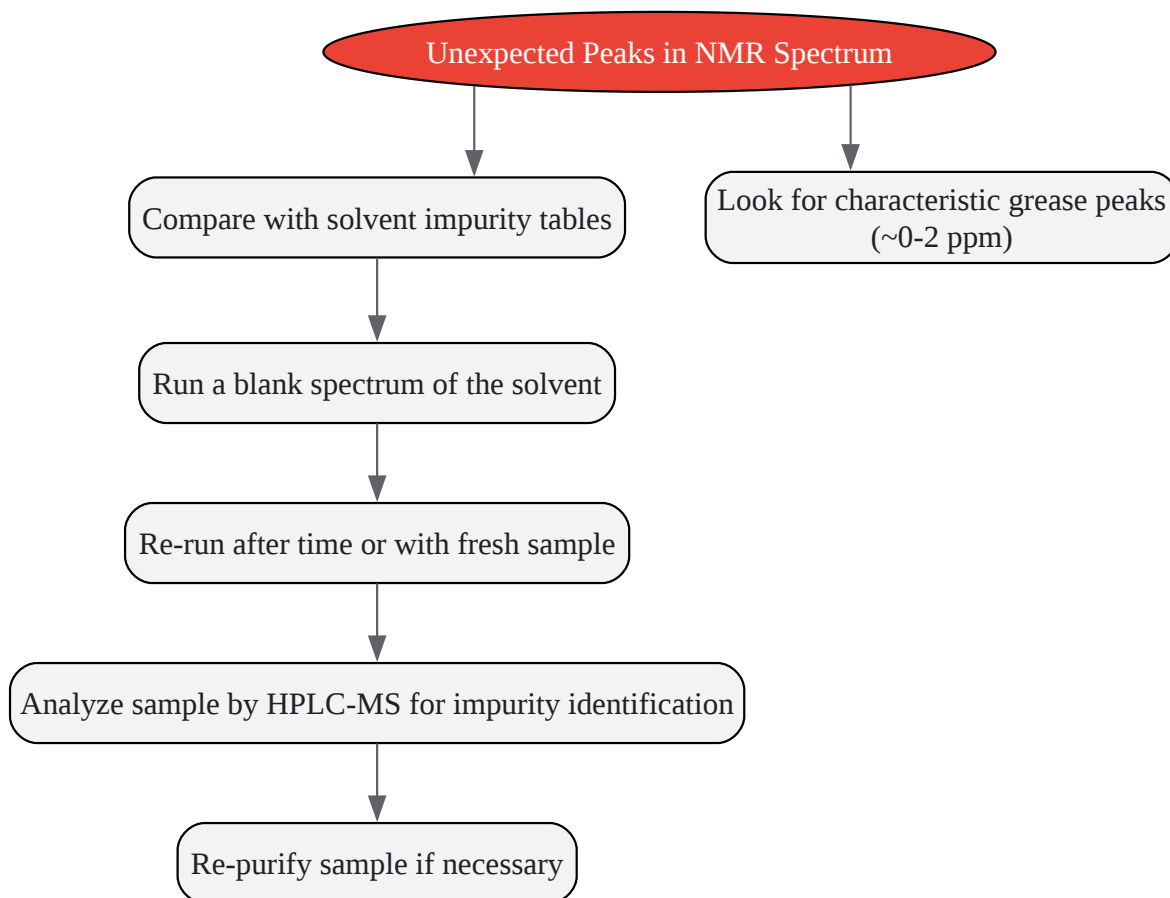 Unexpected Peaks in NMR Spectrum
Compare with solvent impurity tables
Look for characteristic grease peaks
(~0-2 ppm)
Run a blank spectrum of the solvent
Re-run after time or with fresh sample
Analyze sample by HPLC-MS for impurity identification
Re-purify sample if necessary